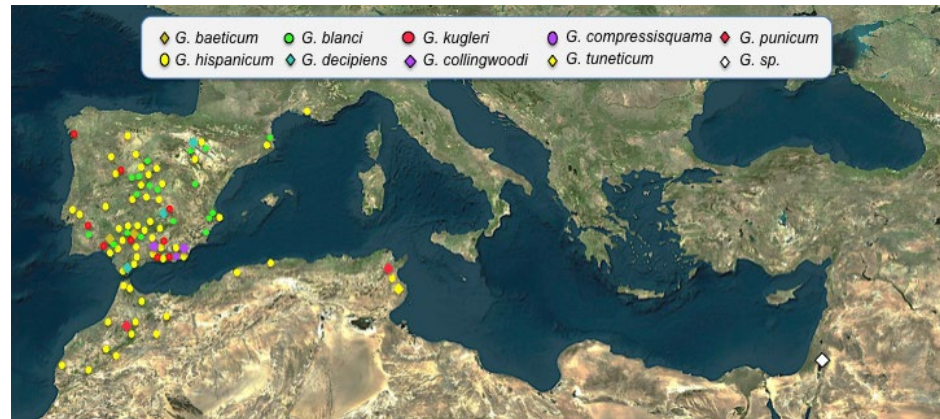 G. baeticum G. blanci G. kugleri G. compressisquama G. punicum
G. hispanicum G. decipiens G. collingwoodi G. tuneticum G. sp.